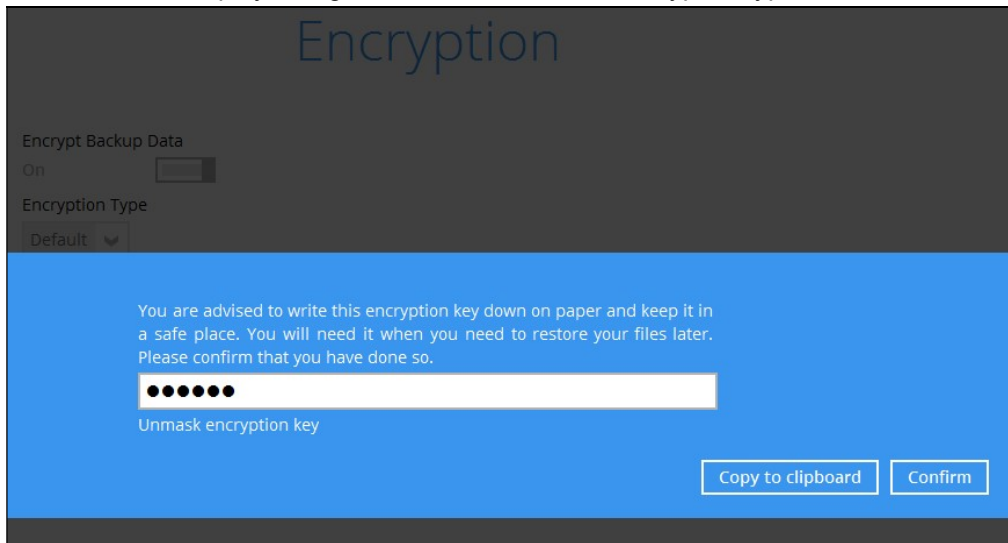 Encryption
Encrypt Backup Data
On
Encryption Type
Default
You are advised to write this encryption key down on paper and keep it in
a safe place. You will need it when you need to restore your files later.
Please confirm that you have done so.
●●●●●●
Unmask encryption key
Copy to clipboard Confirm